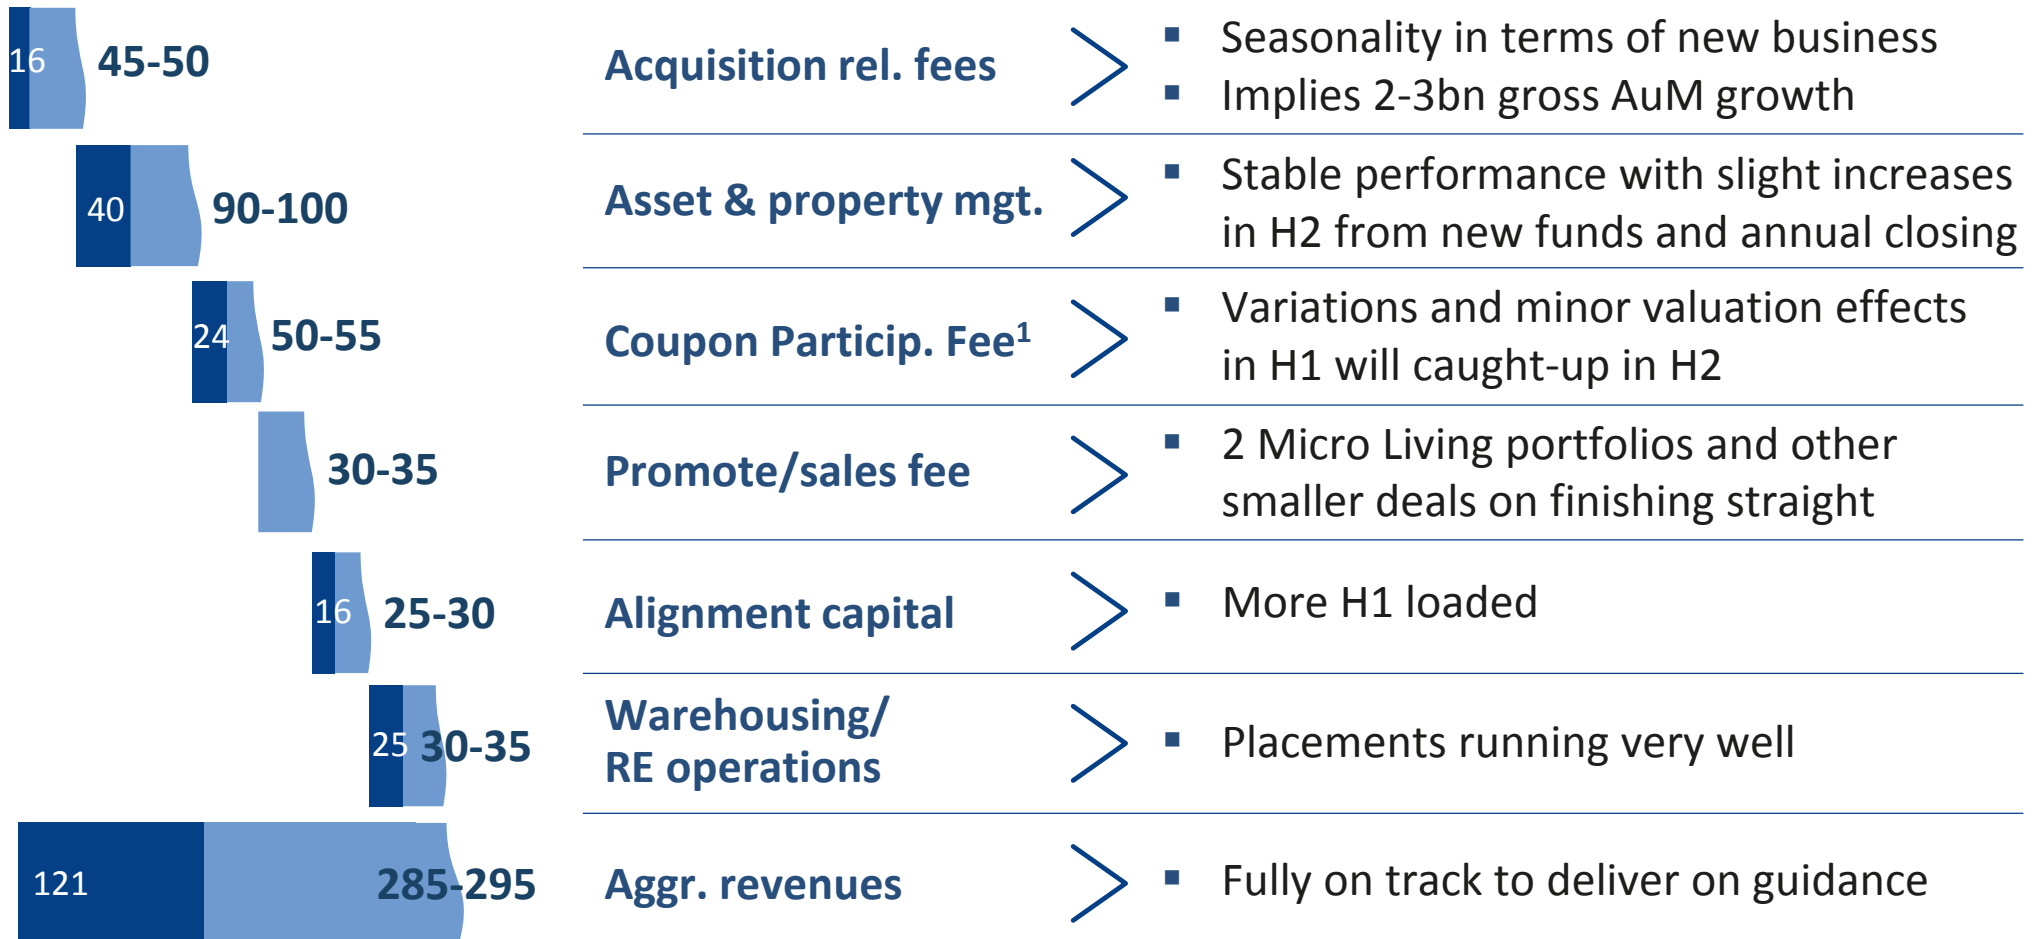 16 45-50 Acquisition rel. fees ▪ Seasonality in terms of new business
▪ Implies 2-3bn gross AuM growth
40 90-100 Asset & property mgt. ▪ Stable performance with slight increases
in H2 from new funds and annual closing
24 50-55 Coupon Particip. Fee¹ ▪ Variations and minor valuation effects
in H1 will caught-up in H2
30-35 Promote/sales fee ▪ 2 Micro Living portfolios and other
smaller deals on finishing straight
16 25-30 Alignment capital ▪ More H1 loaded
25 30-35 Warehousing/
RE operations ▪ Placements running very well
121 285-295 Aggr. revenues ▪ Fully on track to deliver on guidance